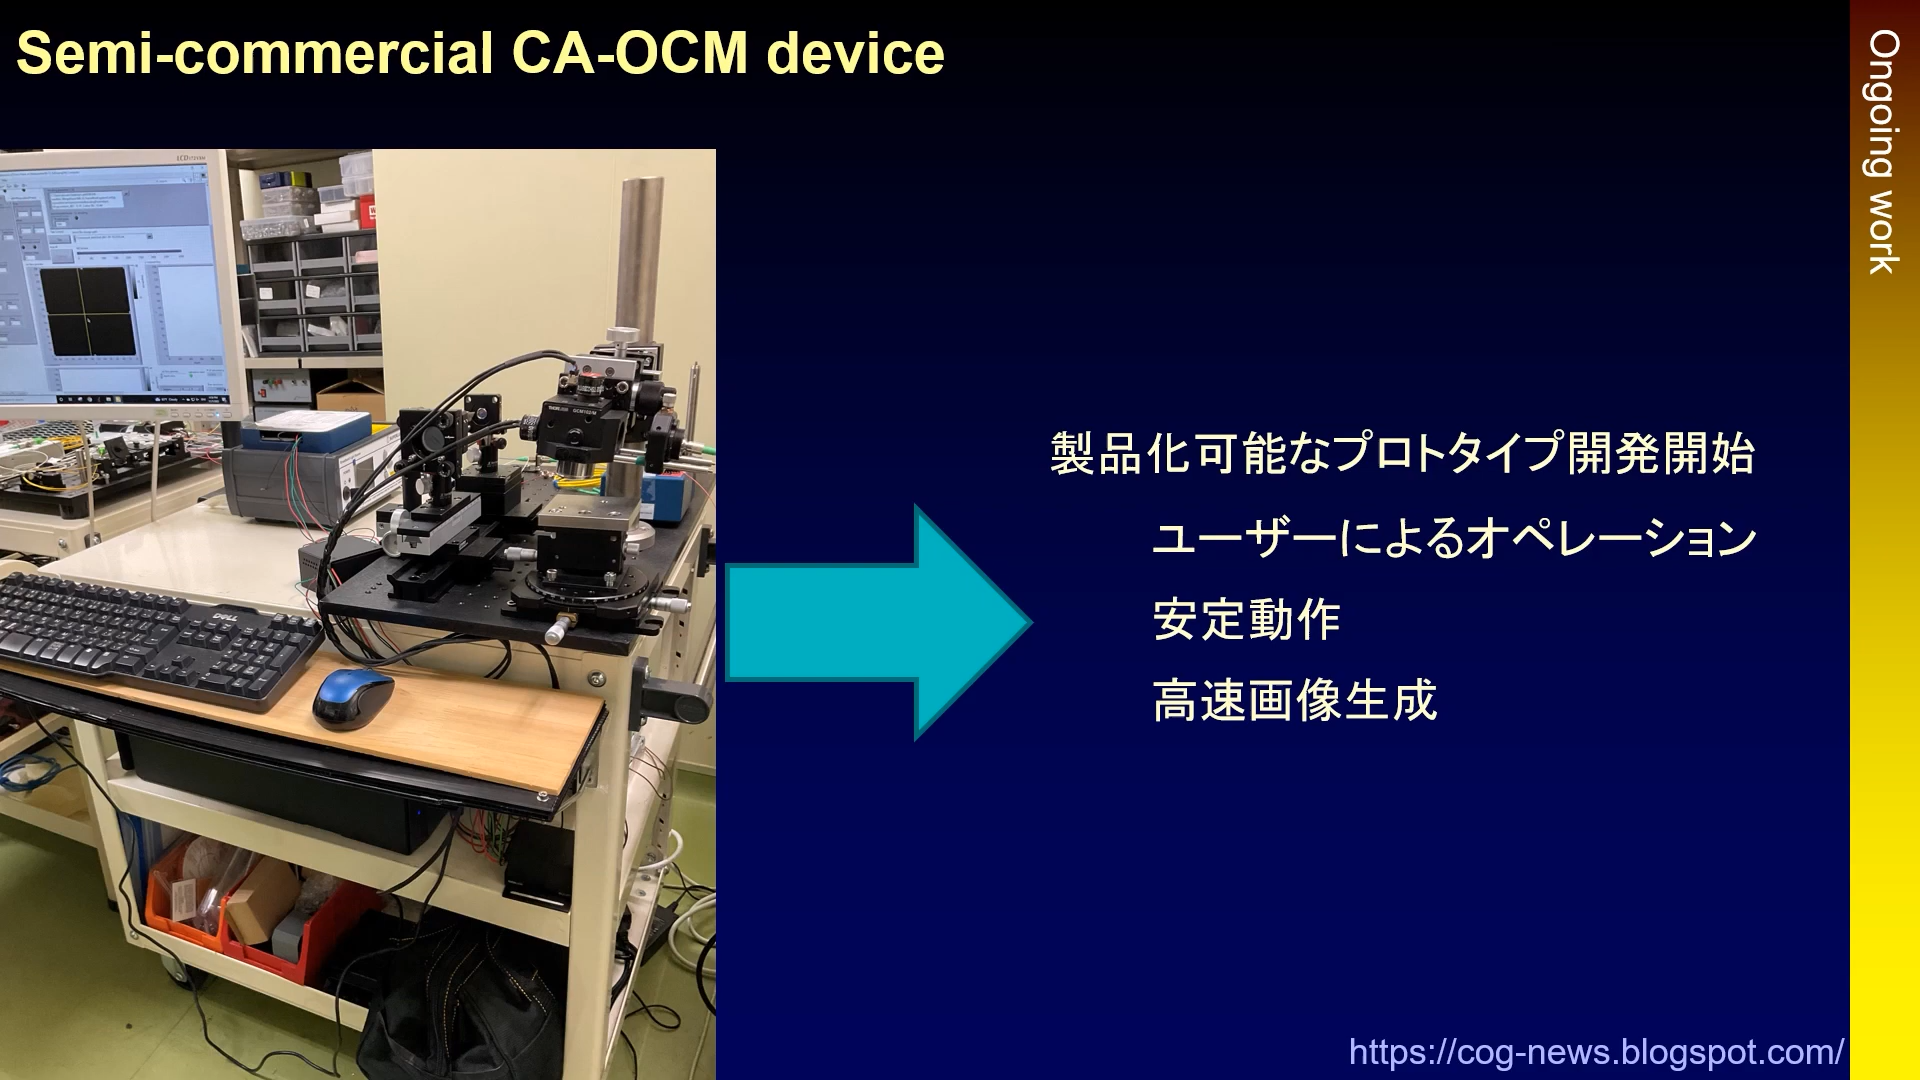 Semi-commercial CA-OCM device
Ongoing work
製品化可能なプロトタイプ開発開始
ユーザーによるオペレーション
安定動作
高速画像生成
DELL
https://cog-news.blogspot.com/